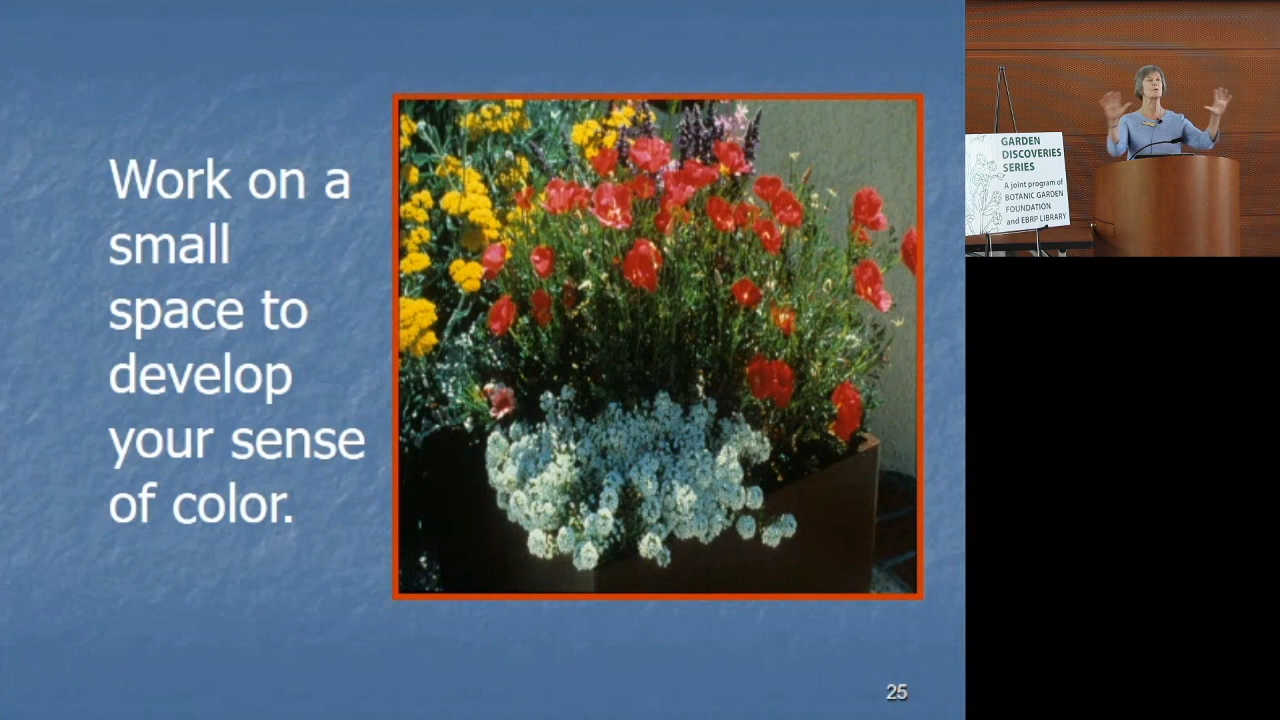 Work on a
small
space to
develop
your sense
of color.
25
GARDEN
DISCOVERIES
SERIES
A joint program of
BOTANIC GARDEN
FOUNDATION
and EBRP LIBRARY